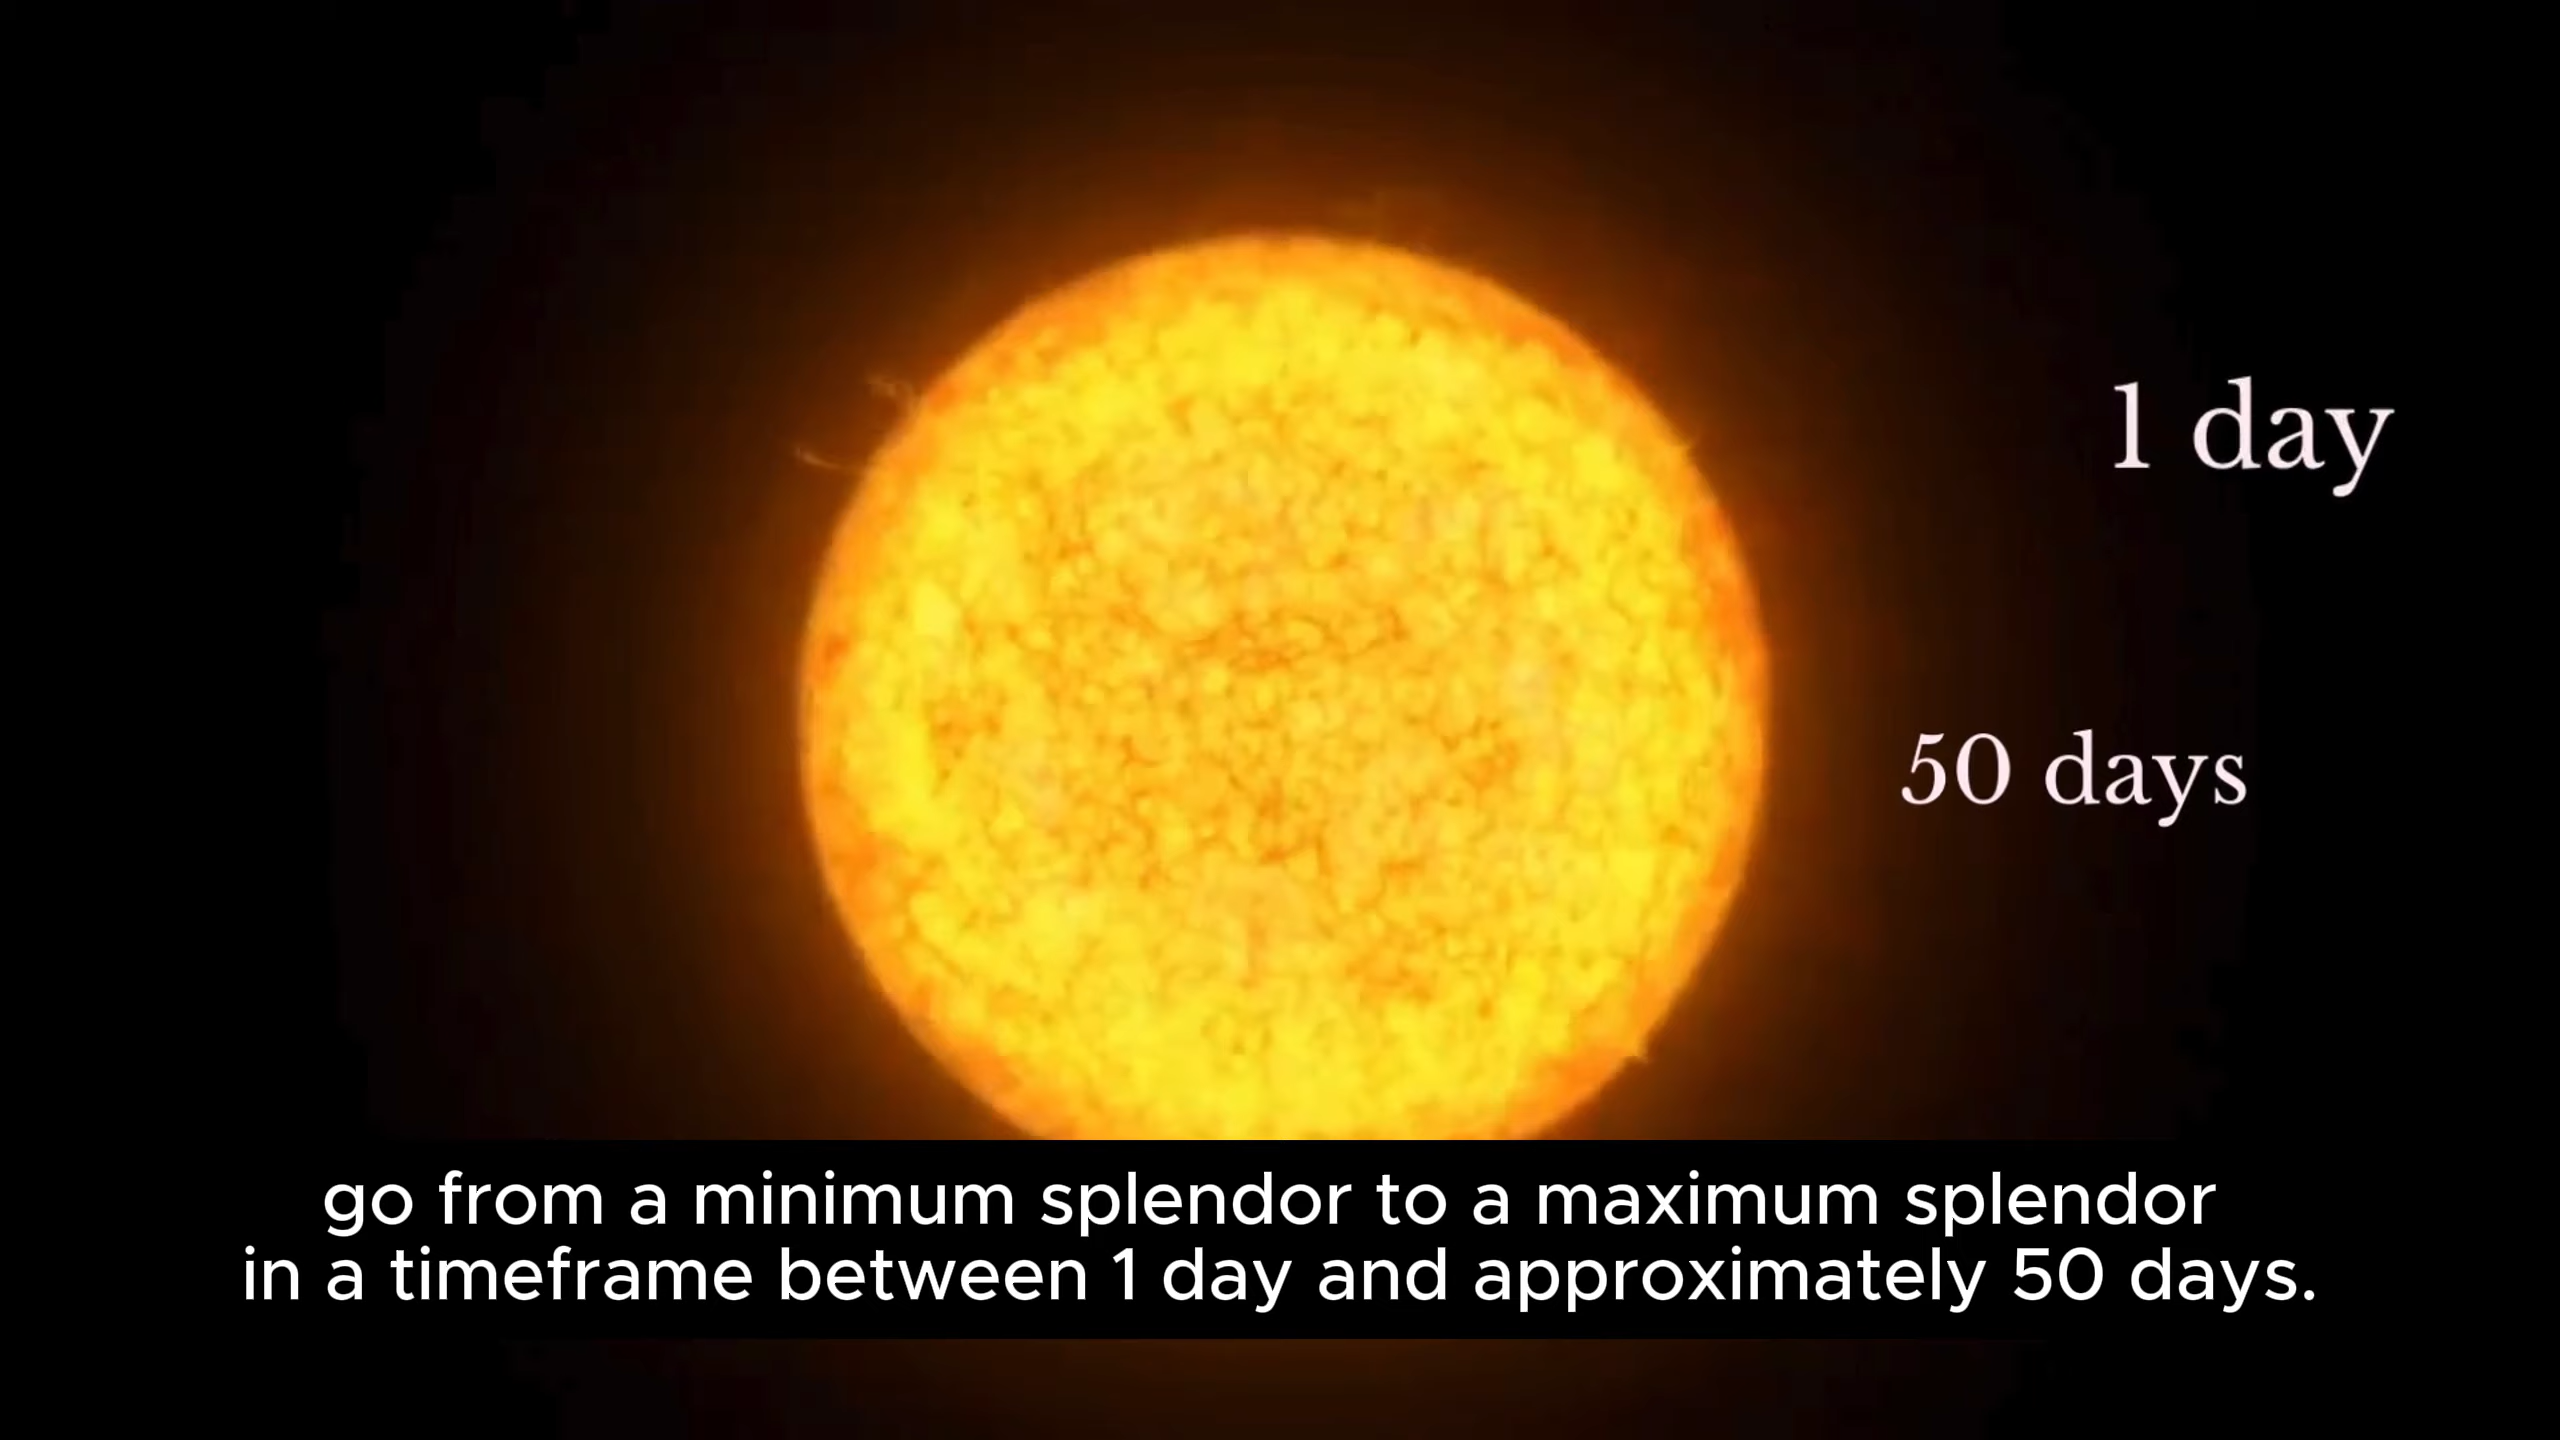 1 day
50 days
go from a minimum splendor to a maximum splendor
in a timeframe between 1 day and approximately 50 days.